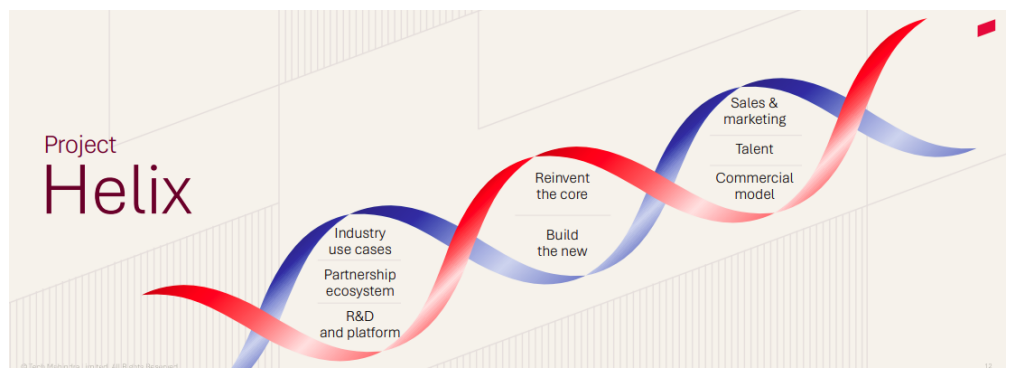 Project
Helix
Industry
use cases
Partnership
ecosystem
R&D
and platform
Reinvent
the core
Build
the new
Sales &
marketing
Talent
Commercial
model
12